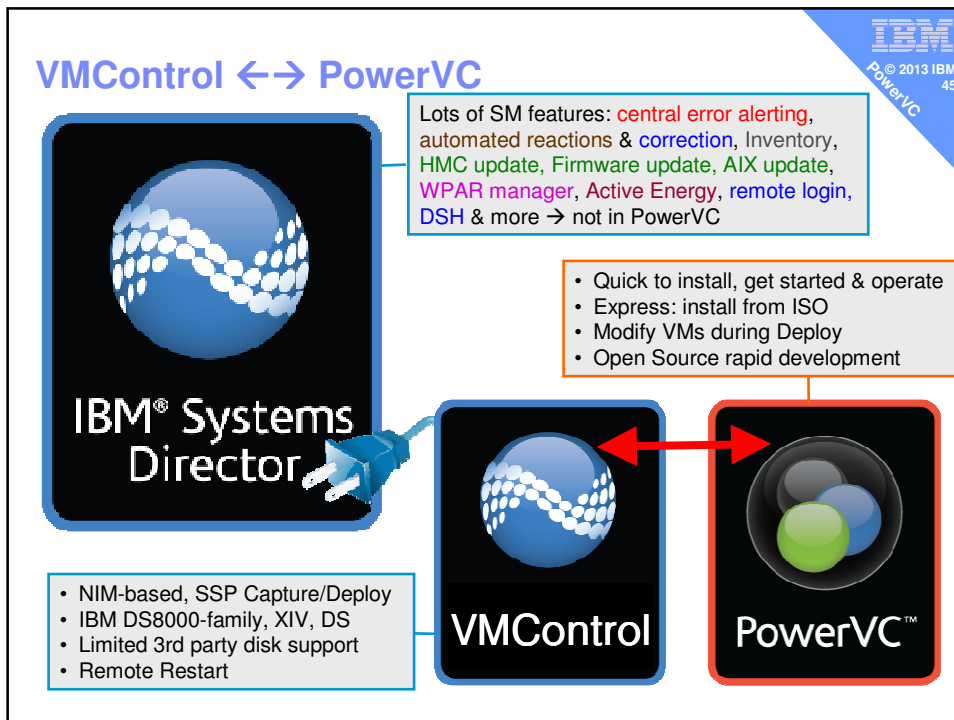 VMControl ←→ PowerVC
IBM
© 2013 IBM
45
PowerVC
Lots of SM features: central error alerting,
automated reactions & correction, Inventory,
HMC update, Firmware update, AIX update,
WPAR manager, Active Energy, remote login,
DSH & more → not in PowerVC
• Quick to install, get started & operate
• Express: install from ISO
• Modify VMs during Deploy
• Open Source rapid development
IBM® Systems
Director
• NIM-based, SSP Capture/Deploy
• IBM DS8000-family, XIV, DS
• Limited 3rd party disk support
• Remote Restart
VMControl
PowerVC™